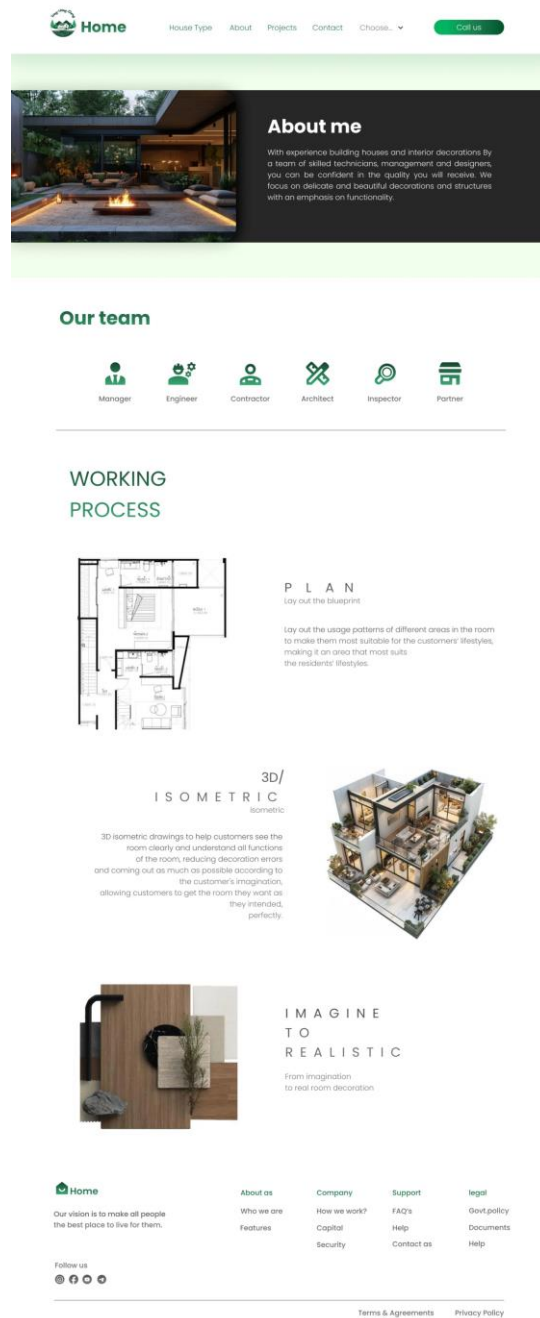 Home
House Type About Projects Contact Choose... Call us
About me
With experience building houses and interior decorations By
a team of skilled technicians, management and designers,
you can be confident in the quality you will receive. We
focus on delicate and beautiful decorations and structures
with an emphasis on functionality.
Our team
Manager Engineer Contractor Architect Inspector Partner
WORKING
PROCESS
PLAN
Lay out the blueprint
Lay out the usage patterns of different areas in the room
to make them most suitable for the customers' lifestyles,
making it an area that most suits
the residents' lifestyles.
3D/
ISOMETRIC
isometric
3D isometric drawings to help customers see the
room clearly and understand all functions
of the room, reducing decoration errors
and coming out as much as possible according to
the customer's imagination,
allowing customers to get the room they want as
they intended,
perfectly.
IMAGINE
TO
REALISTIC
From imagination
to real room decoration
Home
Our vision is to make all people
the best place to live for them.
Follow us
About as
Who we are
Features
Company
How we work?
Capital
Security
Support
FAQ's
Help
Contact as
legal
Govt.policy
Documents
Help
Terms & Agreements Privacy Policy